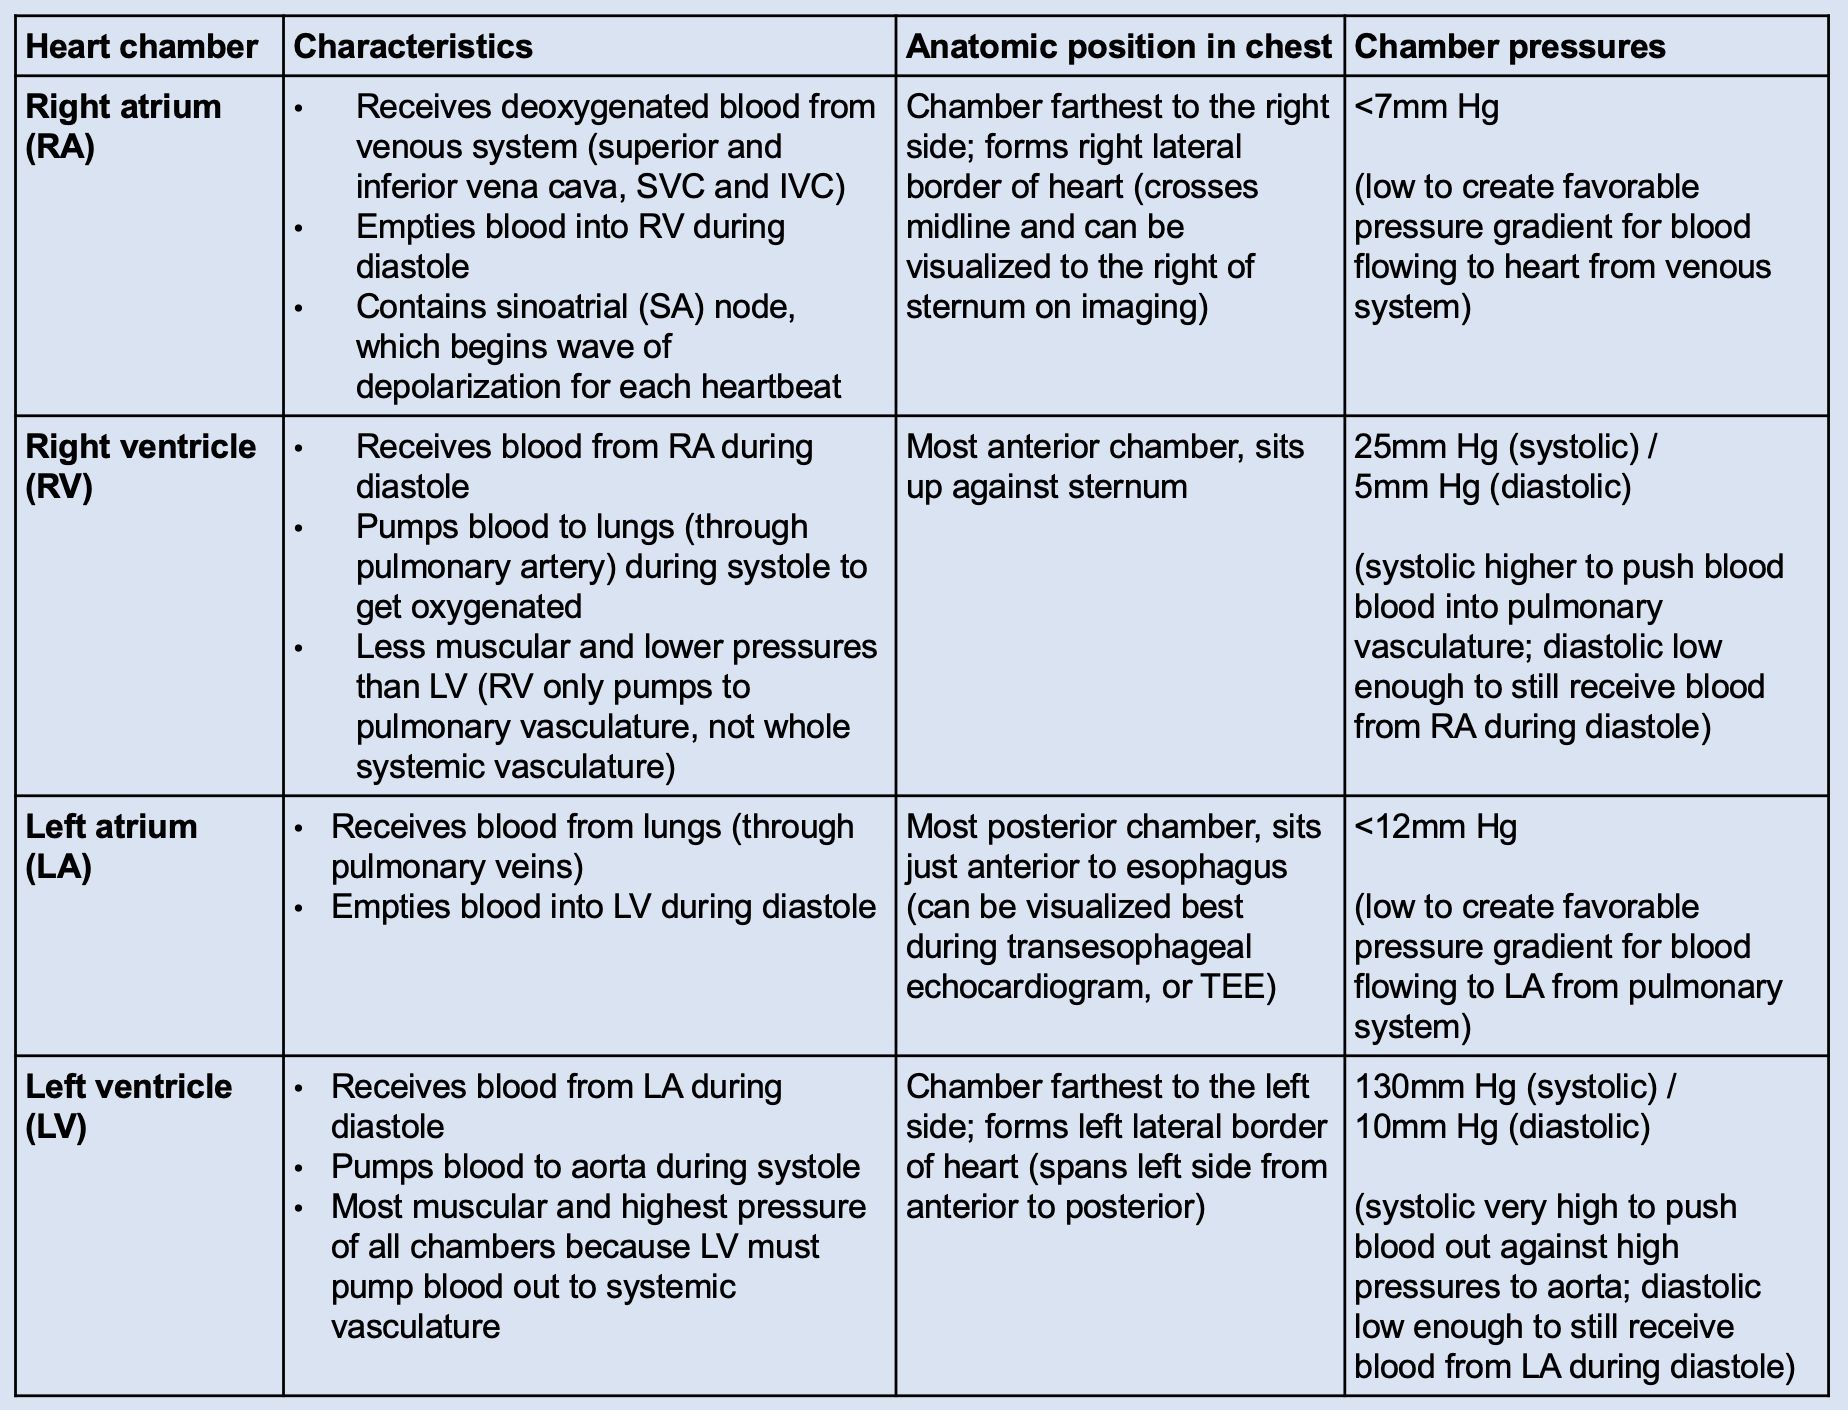 Heart chamber
Characteristics
Anatomic position in chest
Chamber pressures
Right atrium
(RA)
• Receives deoxygenated blood from
venous system (superior and
inferior vena cava, SVC and IVC)
• Empties blood into RV during
diastole
• Contains sinoatrial (SA) node,
which begins wave of
depolarization for each heartbeat
Chamber farthest to the right
side; forms right lateral
border of heart (crosses
midline and can be
visualized to the right of
sternum on imaging)
<7mm Hg
(low to create favorable
pressure gradient for blood
flowing to heart from venous
system)
Right ventricle
(RV)
• Receives blood from RA during
diastole
• Pumps blood to lungs (through
pulmonary artery) during systole to
get oxygenated
• Less muscular and lower pressures
than LV (RV only pumps to
pulmonary vasculature, not whole
systemic vasculature)
Most anterior chamber, sits
up against sternum
25mm Hg (systolic) /
5mm Hg (diastolic)
(systolic higher to push blood
blood into pulmonary
vasculature; diastolic low
enough to still receive blood
from RA during diastole)
Left atrium
(LA)
• Receives blood from lungs (through
pulmonary veins)
• Empties blood into LV during diastole
Most posterior chamber, sits
just anterior to esophagus
(can be visualized best
during transesophageal
echocardiogram, or TEE)
<12mm Hg
(low to create favorable
pressure gradient for blood
flowing to LA from pulmonary
system)
Left ventricle
(LV)
• Receives blood from LA during
diastole
• Pumps blood to aorta during systole
• Most muscular and highest pressure
of all chambers because LV must
pump blood out to systemic
vasculature
Chamber farthest to the left
side; forms left lateral border
of heart (spans left side from
anterior to posterior)
130mm Hg (systolic) /
10mm Hg (diastolic)
(systolic very high to push
blood out against high
pressures to aorta; diastolic
low enough to still receive
blood from LA during diastole)